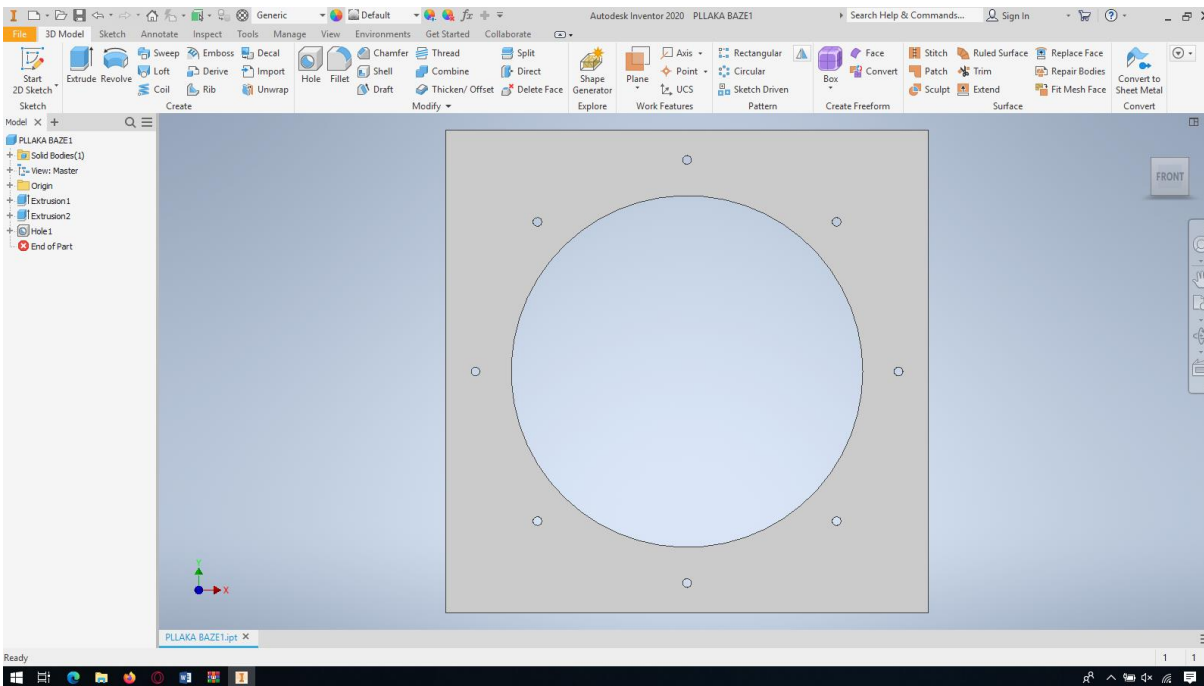 Generic Default fx Autodesk Inventor 2020 PLLAKA BAZE1 Search Help & Commands... Sign In
File 3D Model Sketch Annotate Inspect Tools Manage View Environments Get Started Collaborate
Sweep Emboss Decal Chamfer Thread Split Axis Rectangular Face Stitch Ruled Surface Replace Face
Loft Derive Import Shell Combine Direct Point Circular Convert Patch Trim Repair Bodies
Coil Rib Unwrap Draft Thicken/ Offset Delete Face UCS Sketch Driven Sculpt Extend Fit Mesh Face
Start 2D Sketch Extrude Revolve Hole Fillet Shape Generator Plane Box Convert to Sheet Metal
Sketch Create Modify Explore Work Features Pattern Create Freeform Surface Convert
Model
PLLAKA BAZE1
Solid Bodies(1)
View: Master
Origin
Extrusion1
Extrusion2
Hole1
End of Part
FRONT
Y
X
PLLAKA BAZE1.ipt
Ready 1 1